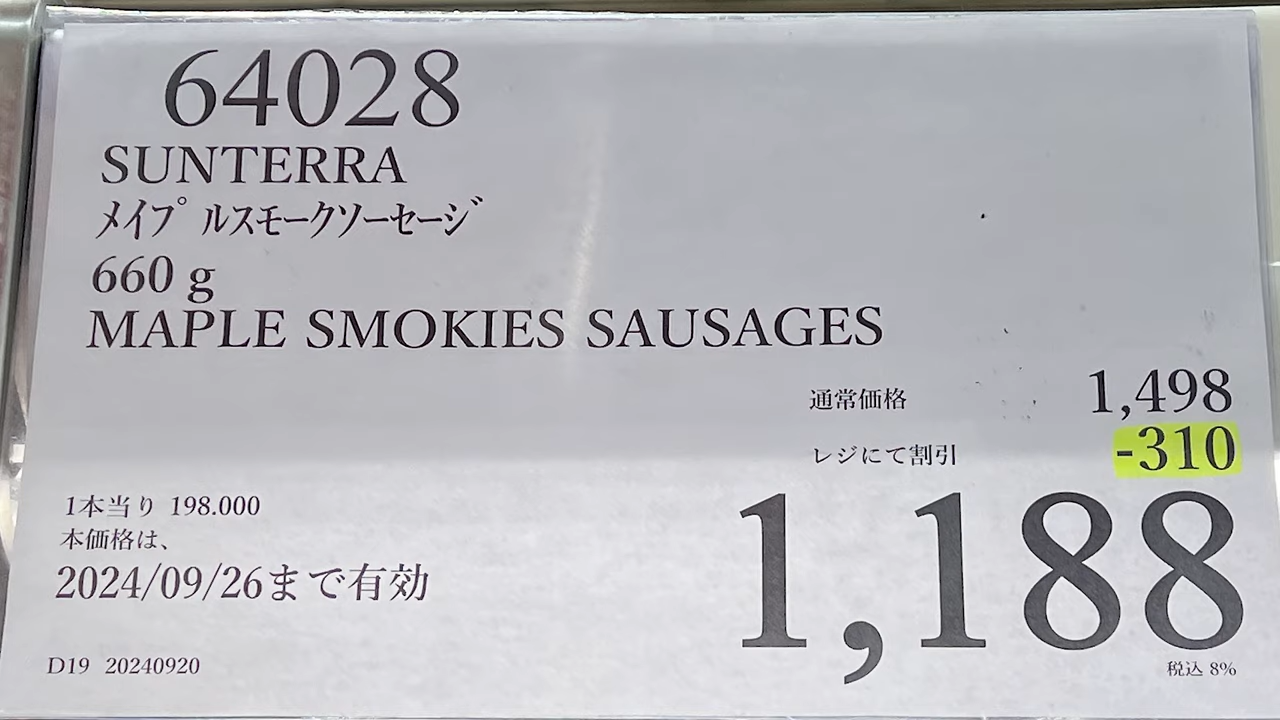 64028
SUNTERRA
メイプルスモークソーセージ
660 g
MAPLE SMOKIES SAUSAGES
通常価格 1,498
レジにて割引 -310
1,188
1本当り 198.000
本価格は、
2024/09/26まで有効
D19 20240920
税込 8%